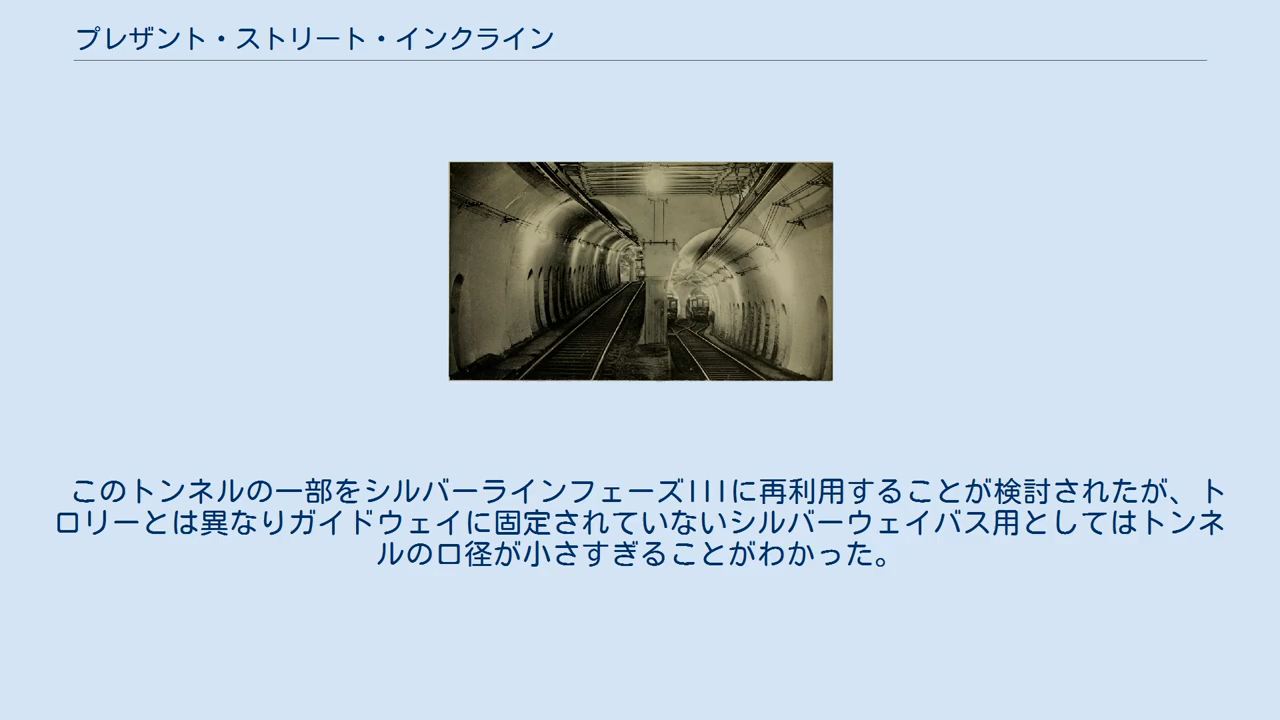 プレザント・ストリート・インクライン
このトンネルの一部をシルバーラインフェーズIIIに再利用することが検討されたが、ト
ロリーとは異なりガイドウェイに固定されていないシルバーウェイバス用としてはトンネ
ルの口径が小さすぎることがわかった。